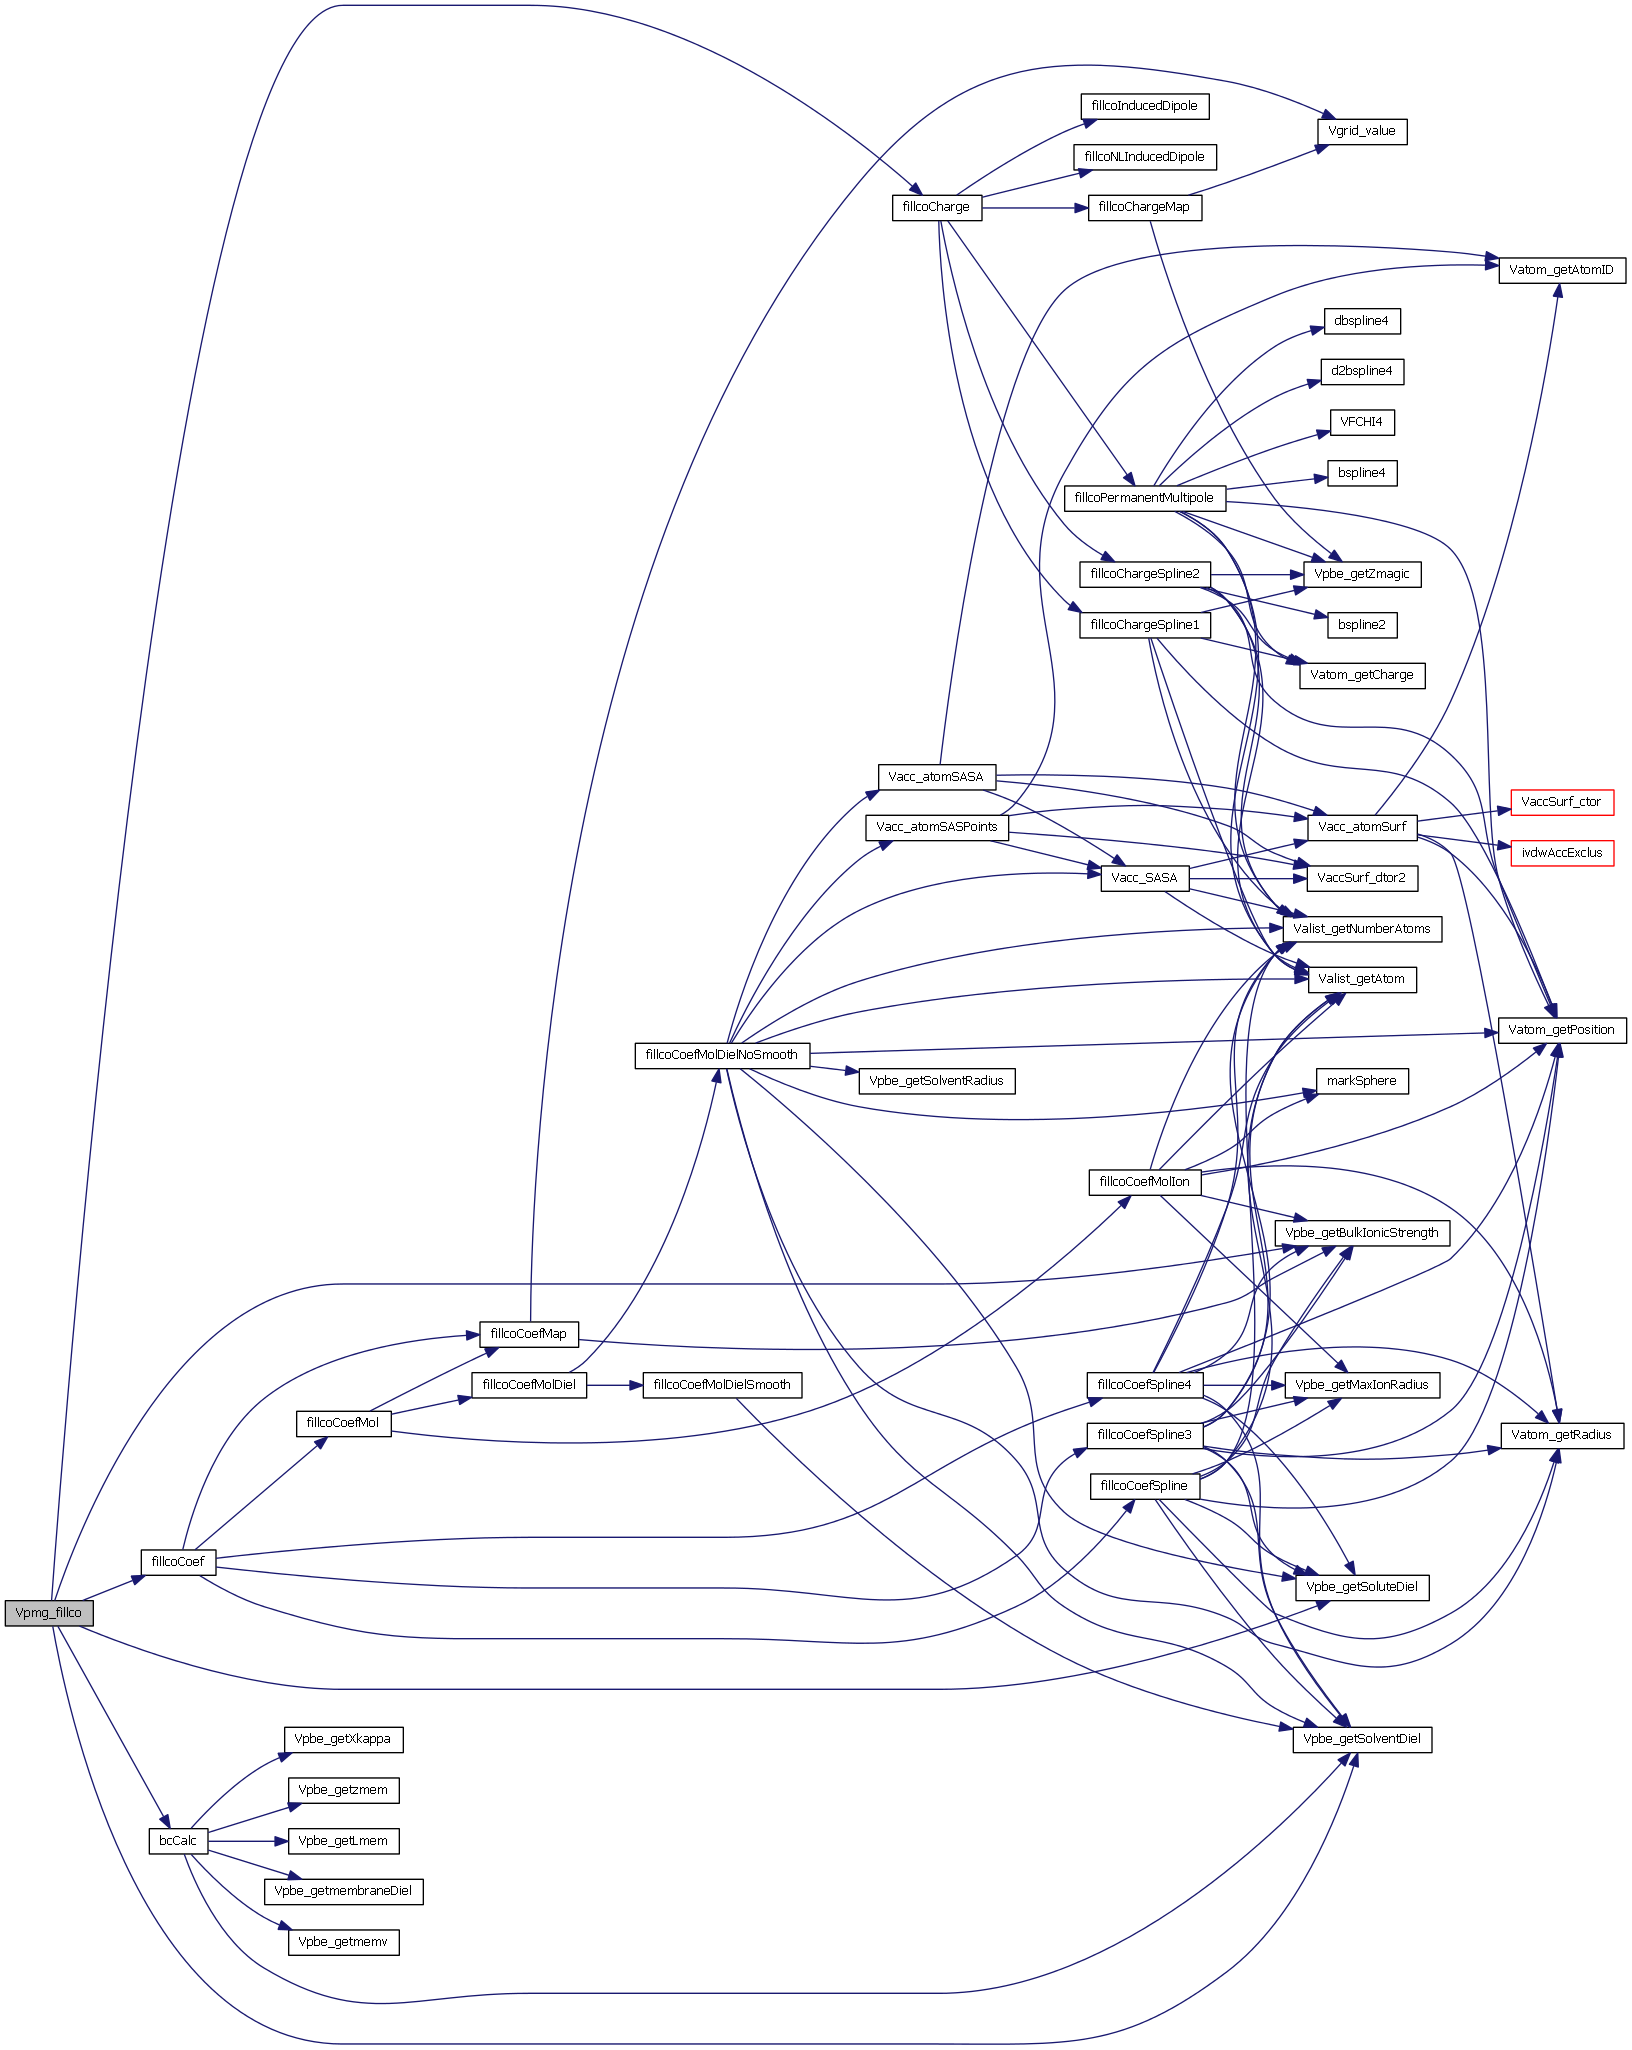 fillcoInducedDipole
Vgrid_value
fillcoNLInducedDipole
fillcoCharge
fillcoChargeMap
Vatom_getAtomID
dbspline4
d2bspline4
VFCHI4
bspline4
fillcoPermanentMultipole
fillcoChargeSpline2
Vpbe_getZmagic
fillcoChargeSpline1
bspline2
Vatom_getCharge
Vacc_atomSASA
VaccSurf_ctor
Vacc_atomSASPoints
Vacc_atomSurf
ivdwAccExclus
Vacc_SASA
VaccSurf_dtor2
Valist_getNumberAtoms
Valist_getAtom
Vatom_getPosition
fillcoCoefMolDielNoSmooth
Vpbe_getSolventRadius
markSphere
fillcoCoefMolIon
Vpbe_getBulkIonicStrength
fillcoCoefMap
fillcoCoefMolDiel
fillcoCoefMolDielSmooth
fillcoCoefSpline4
Vpbe_getMaxIonRadius
fillcoCoefMol
fillcoCoefSpline3
Vatom_getRadius
fillcoCoefSpline
fillcoCoef
Vpbe_getSoluteDiel
Vpmg_fillco
Vpbe_getXkappa
Vpbe_getSolventDiel
Vpbe_getzmem
bcCalc
Vpbe_getLmem
Vpbe_getmembraneDiel
Vpbe_getmemv